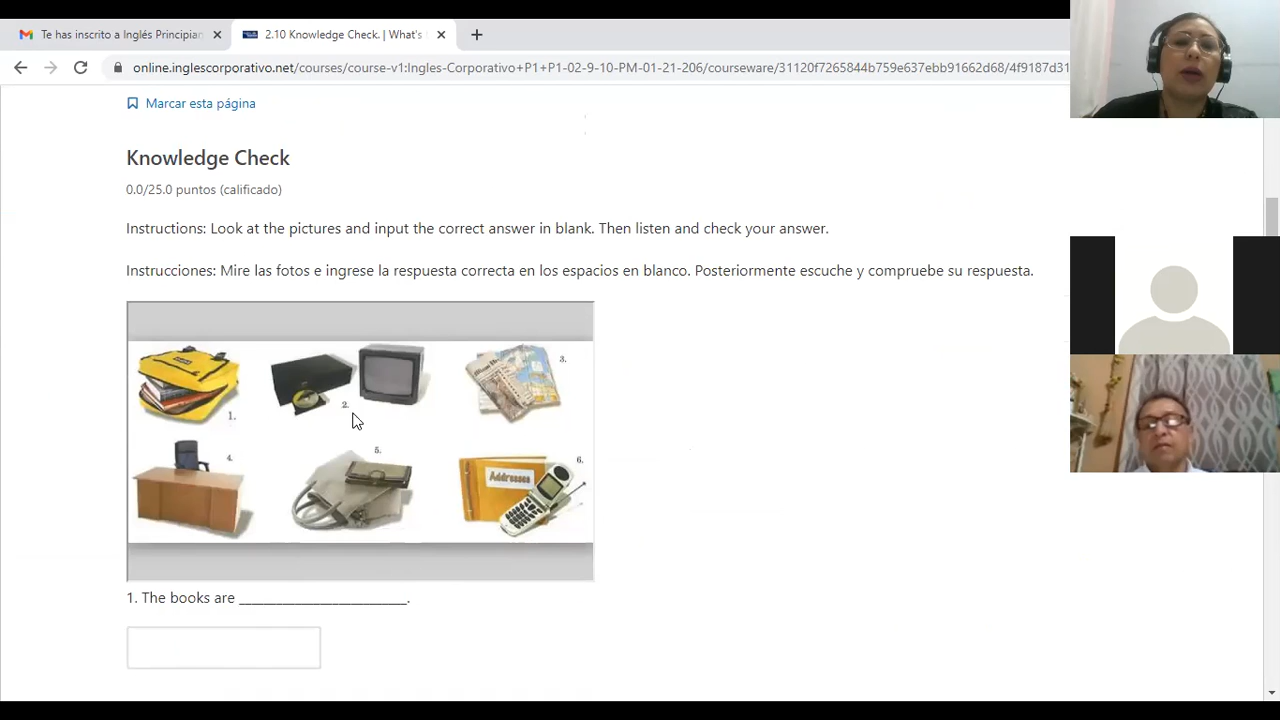 Te has inscrito a Inglés Principian
2.10 Knowledge Check. | What's
online.inglescorporativo.net/courses/course-v1:Ingles-Corporativo+P1+P1-02-9-10-PM-01-21-206/courseware/31120f7265844b759e637ebb91662d68/4f9187d31
Marcar esta página
Knowledge Check
0.0/25.0 puntos (calificado)
Instructions: Look at the pictures and input the correct answer in blank. Then listen and check your answer.
Instrucciones: Mire las fotos e ingrese la respuesta correcta en los espacios en blanco. Posteriormente escuche y compruebe su respuesta.
1.
2.
3.
4.
5.
6.
Addresses
1. The books are ________________________.